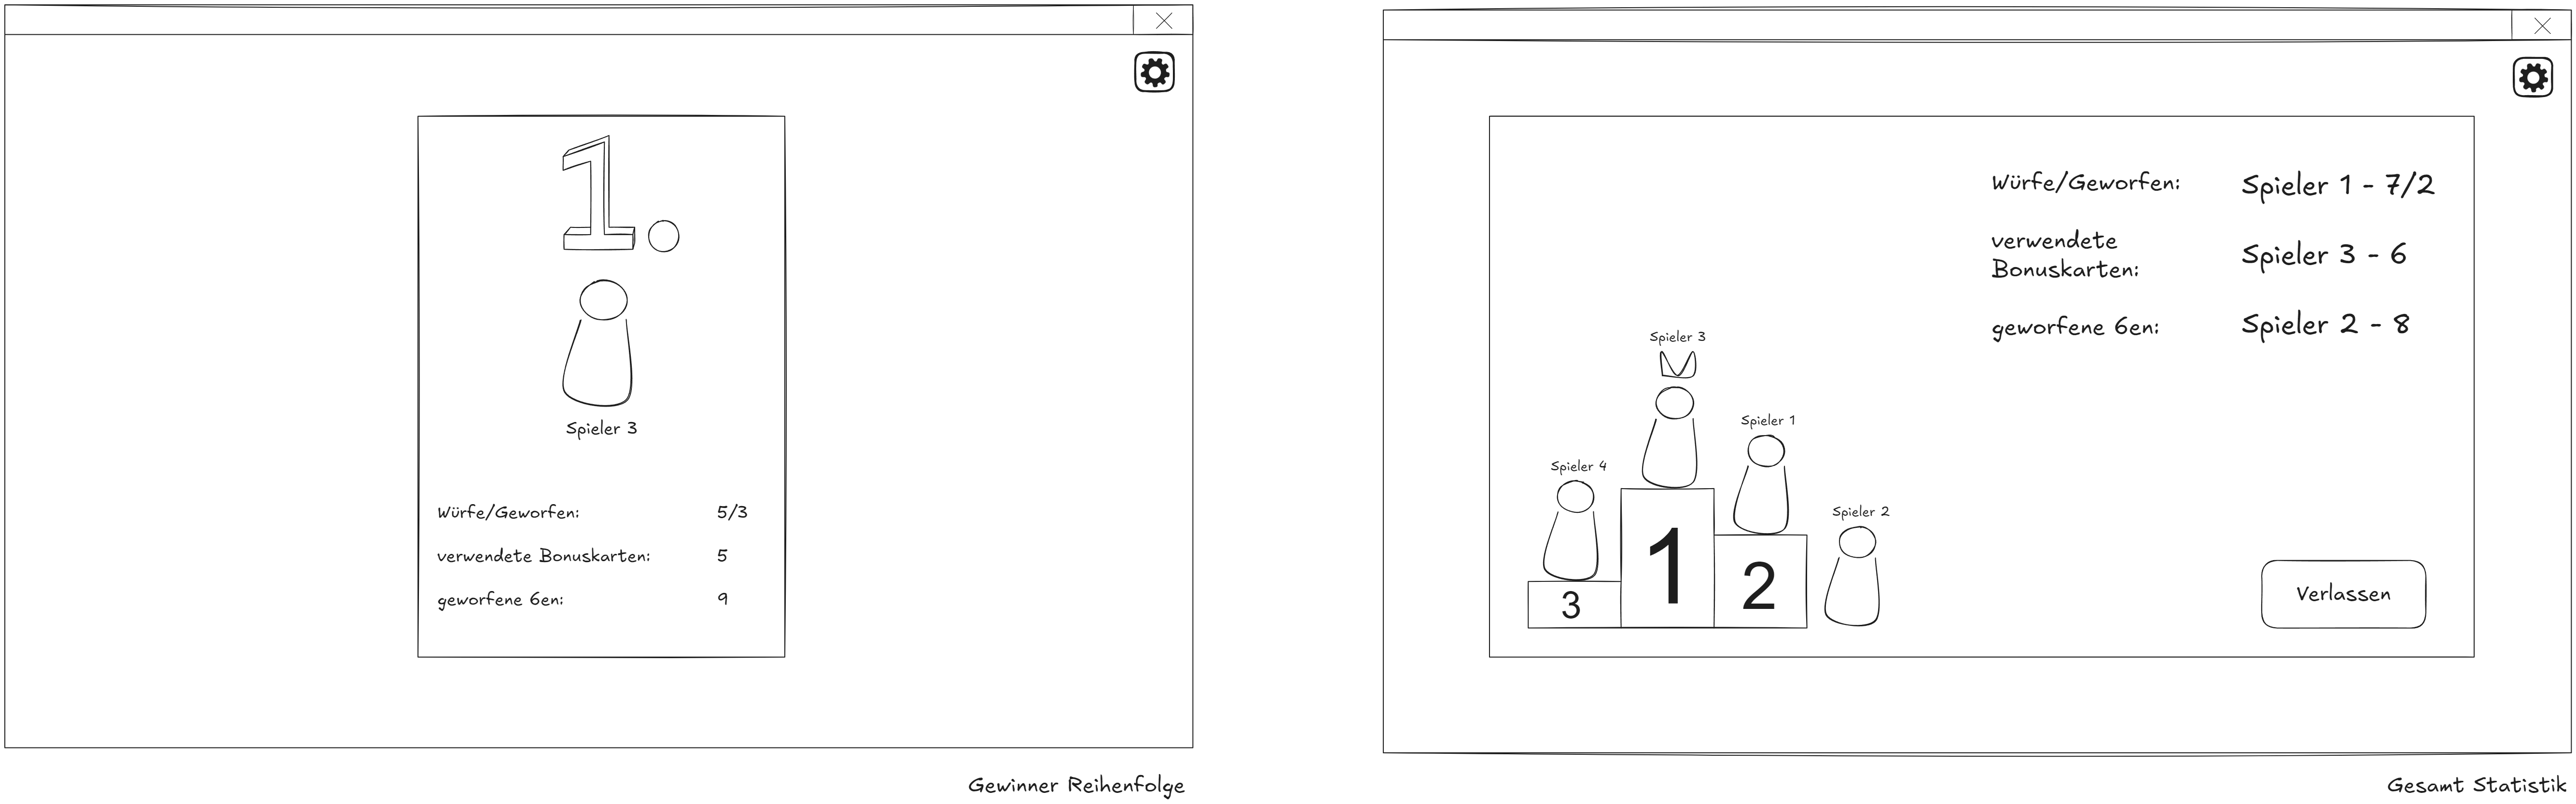 1.
Spieler 3
Würfe/Geworfen: 5/3
verwendete Bonuskarten: 5
geworfene 6en: 9
Gewinner Reihenfolge
Würfe/Geworfen: Spieler 1 - 7/2
verwendete
Bonuskarten: Spieler 3 - 6
geworfene 6en: Spieler 2 - 8
Spieler 3
Spieler 1
Spieler 4
Spieler 2
3
1
2
Verlassen
Gesamt Statistik